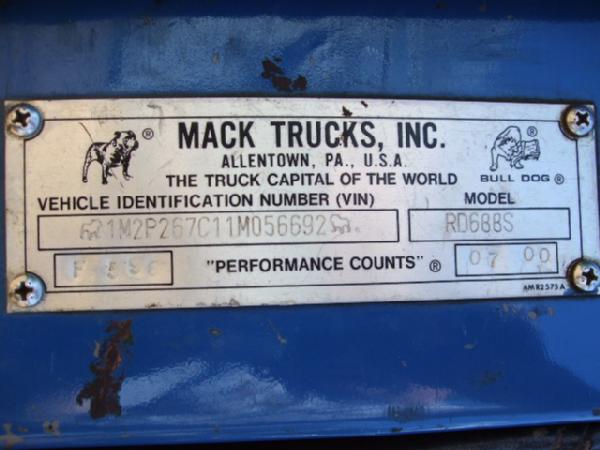 MACK TRUCKS, INC. ®
®
ALLENTOWN, PA., U.S.A.
THE TRUCK CAPITAL OF THE WORLD
BULL DOG ®
VEHICLE IDENTIFICATION NUMBER (VIN) MODEL
1M2P267C11M056692 RD688S
"PERFORMANCE COUNTS" ® 07 00